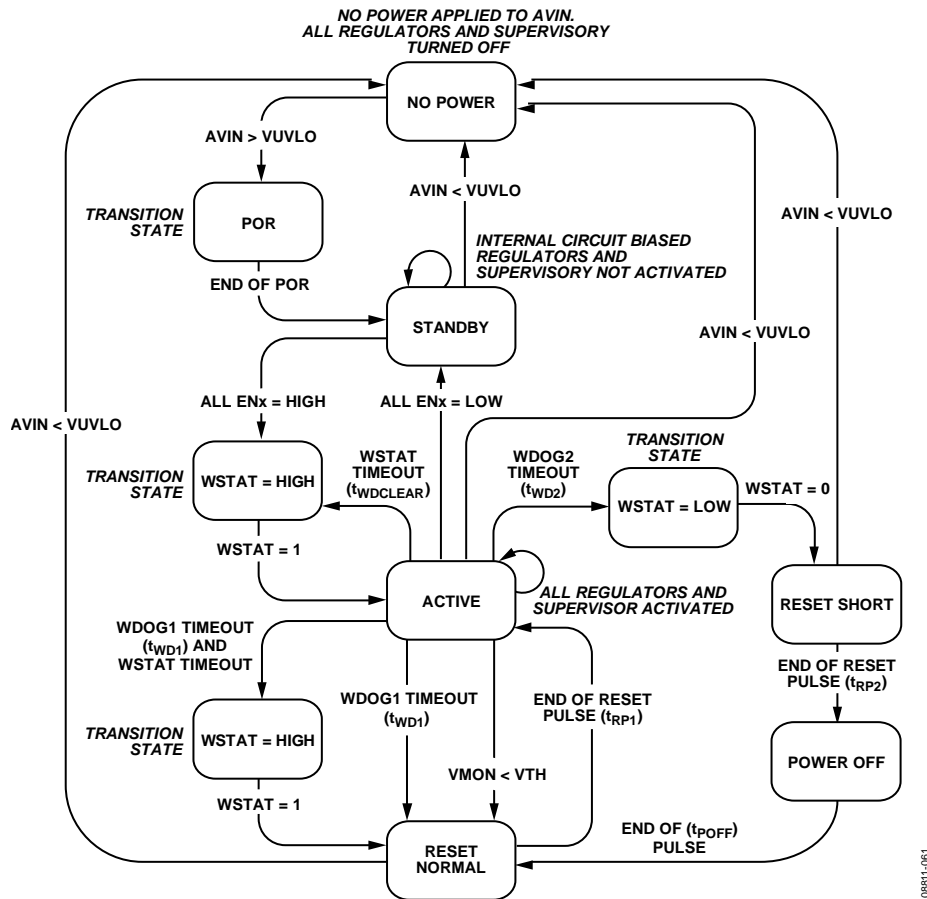 NO POWER APPLIED TO AVIN.
ALL REGULATORS AND SUPERVISORY
TURNED OFF
NO POWER
AVIN > VUVLO
AVIN < VUVLO
AVIN < VUVLO
TRANSITION
STATE
POR
INTERNAL CIRCUIT BIASED
REGULATORS AND
SUPERVISORY NOT ACTIVATED
END OF POR
STANDBY
AVIN < VUVLO
ALL ENx = HIGH
ALL ENx = LOW
AVIN < VUVLO
TRANSITION
STATE
WSTAT = HIGH
WSTAT
TIMEOUT
(tWDCLEAR)
WDOG2
TIMEOUT
(tWD2)
TRANSITION
STATE
WSTAT = LOW
WSTAT = 0
WSTAT = 1
ACTIVE
ALL REGULATORS AND
SUPERVISOR ACTIVATED
RESET SHORT
WDOG1 TIMEOUT
(tWD1) AND
WSTAT TIMEOUT
WDOG1 TIMEOUT
(tWD1)
END OF RESET
PULSE (tRP1)
END OF RESET
PULSE (tRP2)
TRANSITION
STATE
WSTAT = HIGH
VMON < VTH
POWER OFF
WSTAT = 1
RESET
NORMAL
END OF (tPOFF)
PULSE
08811-061